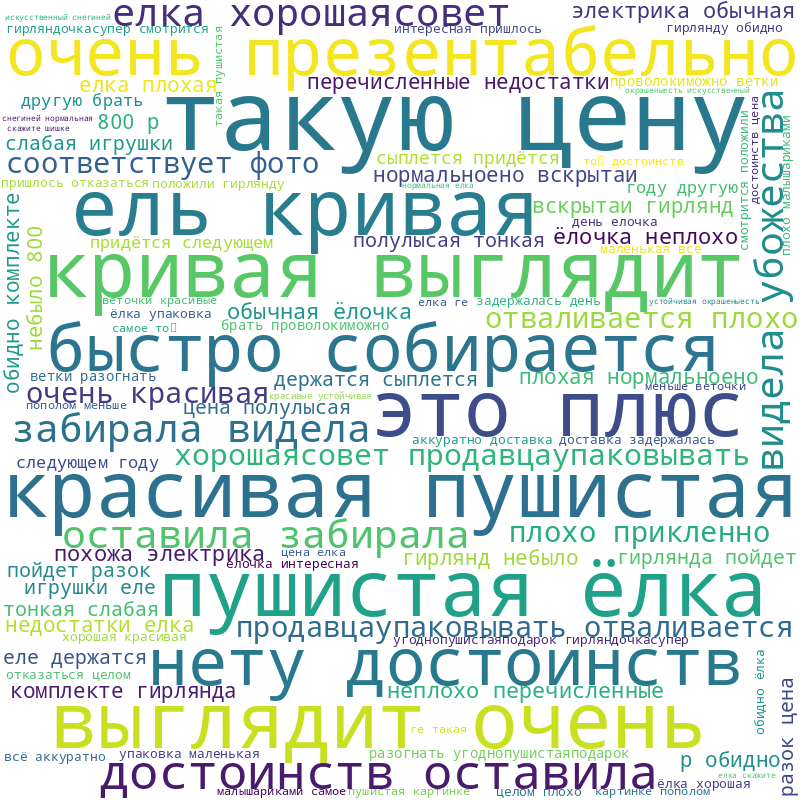 искусственный снегиней
елка хорошаясовет
электрика обычная
гирляндочкасупер смотрится
интересная пришлось
гирлянду обидно
очень презентабельно
такая пушистая
елка плохая
перечисленные недостатки
проволокиможно ветки
окрашеньесть искусственный
другую брать
такую цену
снегиней нормальная
скажите шишке
800 р
слабая игрушки
соответствует фото
сыплется придётся
достоинств цена
смотрится положили
плохо малышариками
видела убожества
нормальноено вскрытаи
пришлось отказаться
положили гирлянду
нормальная елка
году другую
ель кривая
вскрытаи гирлянд
день елочка
обидно комплекте
небыло 800
придётся следующем
полулысая тонкая
ёлочка неплохо
маленькая всё
кривая выглядит
веточки красивые
елка ге
задержалась день
устойчивая окрашеньесть
ёлка упаковка
обычная ёлочка
отваливается плохо
брать проволокиможно
быстро собирается
ветки разогнать
держатся сыплется
плохая нормальноено
меньше веточки
очень красивая
красивые устойчивая
пополом меньше
цена полулысая
это плюс
забирала видела
аккуратно доставка
доставка задержалась
следующем году
хорошаясовет продавцаупаковывать
красивая пушистая
оставила забирала
плохо прикленно
похожа электрика
цена елка
ёлочка интересная
гирлянд небыло
гирлянда пойдет
пойдет разок
игрушки еле
пушистая ёлка
тонкая слабая
недостатки елка
продавцаупаковывать отваливается
хорошая красивая
угоднопушистаяподарок гирляндочкасупер
еле держатся
нету достоинств
обидно ёлка
отказаться целом
комплекте гирлянда
неплохо перечисленные
разок цена
выглядит очень
ге такая
всё аккуратно
упаковка маленькая
разогнать угоднопушистаяподарок
р обидно
достоинств оставила
елка скажите
ёлка хорошая
малышариками самое
пушистая картинке
целом плохо
картинке пополом